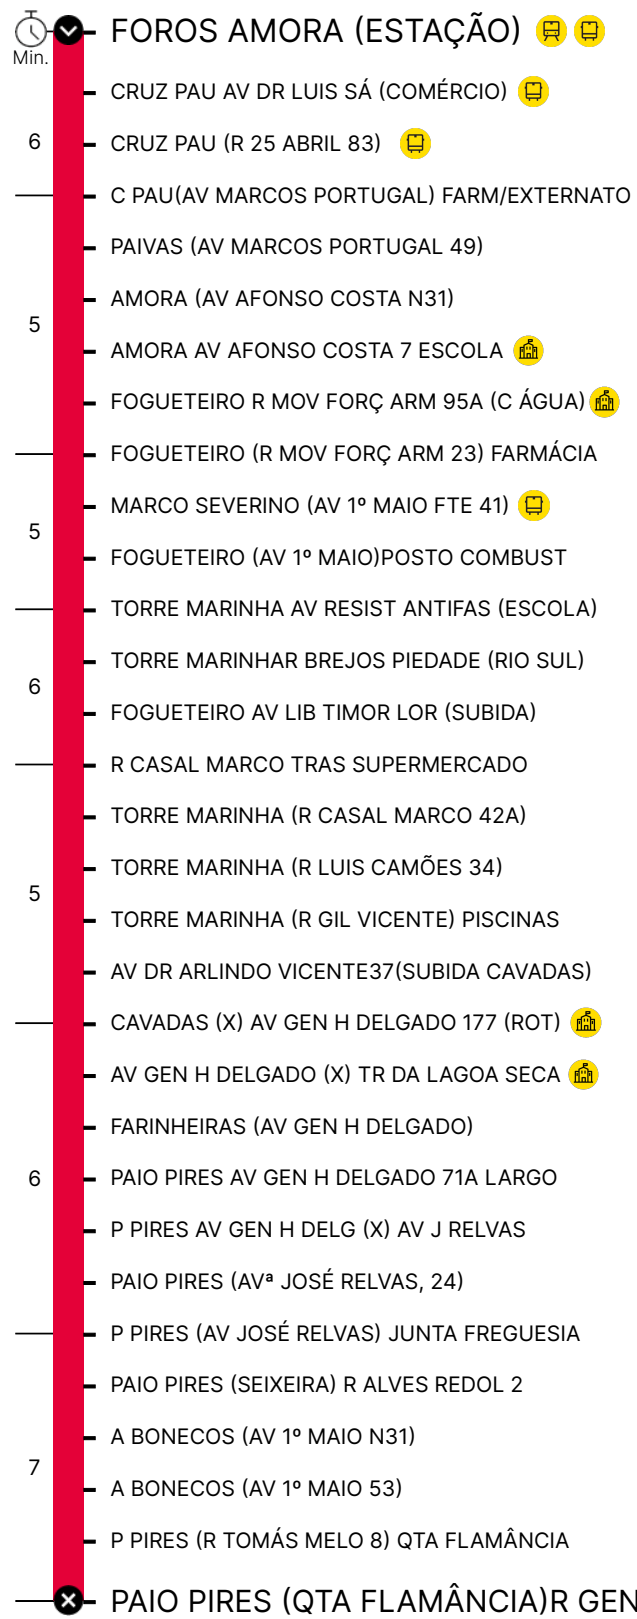 FOROS AMORA (ESTAÇÃO)
Min.
CRUZ PAU AV DR LUIS SÁ (COMÉRCIO)
6
CRUZ PAU (R 25 ABRIL 83)
C PAU(AV MARCOS PORTUGAL) FARM/EXTERNATO
PAIVAS (AV MARCOS PORTUGAL 49)
AMORA (AV AFONSO COSTA N31)
5
AMORA AV AFONSO COSTA 7 ESCOLA
FOGUETEIRO R MOV FORÇ ARM 95A (C ÁGUA)
FOGUETEIRO (R MOV FORÇ ARM 23) FARMÁCIA
MARCO SEVERINO (AV 1º MAIO FTE 41)
5
FOGUETEIRO (AV 1º MAIO)POSTO COMBUST
TORRE MARINHA AV RESIST ANTIFAS (ESCOLA)
TORRE MARINHAR BREJOS PIEDADE (RIO SUL)
6
FOGUETEIRO AV LIB TIMOR LOR (SUBIDA)
R CASAL MARCO TRAS SUPERMERCADO
TORRE MARINHA (R CASAL MARCO 42A)
TORRE MARINHA (R LUIS CAMÕES 34)
5
TORRE MARINHA (R GIL VICENTE) PISCINAS
AV DR ARLINDO VICENTE37(SUBIDA CAVADAS)
CAVADAS (X) AV GEN H DELGADO 177 (ROT)
AV GEN H DELGADO (X) TR DA LAGOA SECA
FARINHEIRAS (AV GEN H DELGADO)
6 PAIO PIRES AV GEN H DELGADO 71A LARGO
P PIRES AV GEN H DELG (X) AV J RELVAS
PAIO PIRES (AVª JOSÉ RELVAS, 24)
P PIRES (AV JOSÉ RELVAS) JUNTA FREGUESIA
PAIO PIRES (SEIXEIRA) R ALVES REDOL 2
A BONECOS (AV 1º MAIO N31)
7
A BONECOS (AV 1º MAIO 53)
P PIRES (R TOMÁS MELO 8) QTA FLAMÂNCIA
PAIO PIRES (QTA FLAMÂNCIA)R GEN